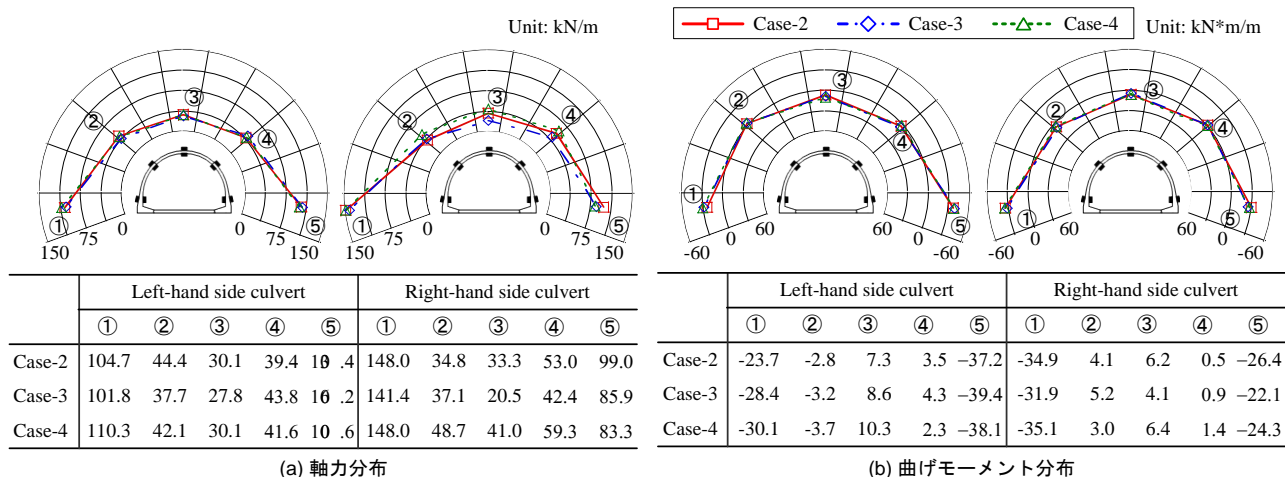 Unit: kN/m
Case-2 Case-3 Case-4 Unit: kN*m/m
① ② ③ ④ ⑤
150 75 0 0 75 150
① ② ③ ④ ⑤
150 75 0 0 75 150
① ② ③ ④ ⑤
-60 0 60 60 0 -60
① ② ③ ④ ⑤
-60 0 60 60 0 -60
Left-hand side culvert Right-hand side culvert
① ② ③ ④ ⑤ ① ② ③ ④ ⑤
Case-2 104.7 44.4 30.1 39.4 .4 148.0 34.8 33.3 53.0 99.0
Case-3 101.8 37.7 27.8 43.8 .2 141.4 37.1 20.5 42.4 85.9
Case-4 110.3 42.1 30.1 41.6 .6 148.0 48.7 41.0 59.3 83.3
(a) 軸力分布
Left-hand side culvert Right-hand side culvert
① ② ③ ④ ⑤ ① ② ③ ④ ⑤
Case-2 -23.7 -2.8 7.3 3.5 −37.2 -34.9 4.1 6.2 0.5 −26.4
Case-3 -28.4 -3.2 8.6 4.3 −39.4 -31.9 5.2 4.1 0.9 −22.1
Case-4 -30.1 -3.7 10.3 2.3 −38.1 -35.1 3.0 6.4 1.4 −24.3
(b) 曲げモーメント分布